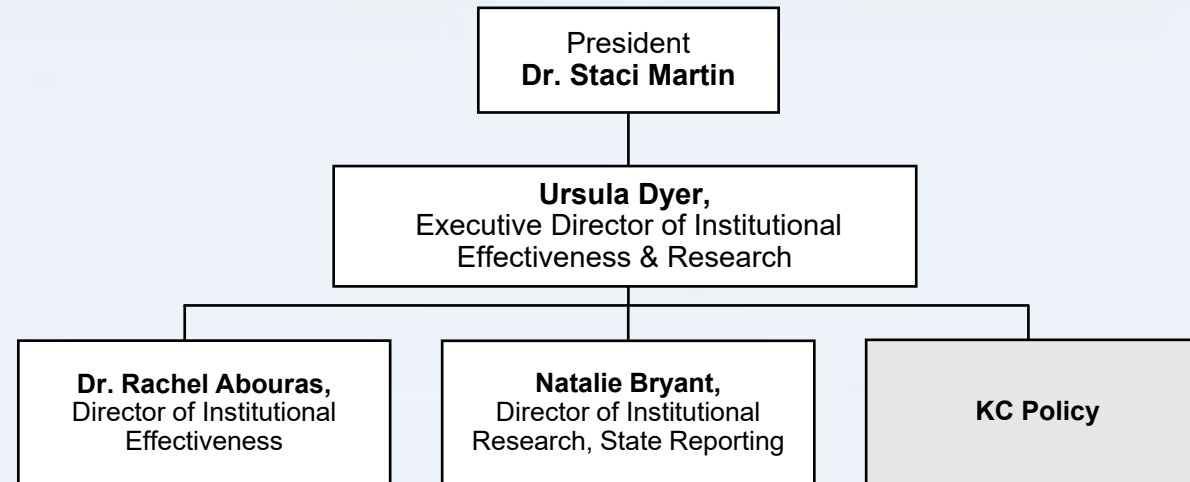 President
Dr. Staci Martin
Ursula Dyer,
Executive Director of Institutional
Effectiveness & Research
Dr. Rachel Abouras,
Director of Institutional
Effectiveness
Natalie Bryant,
Director of Institutional
Research, State Reporting
KC Policy